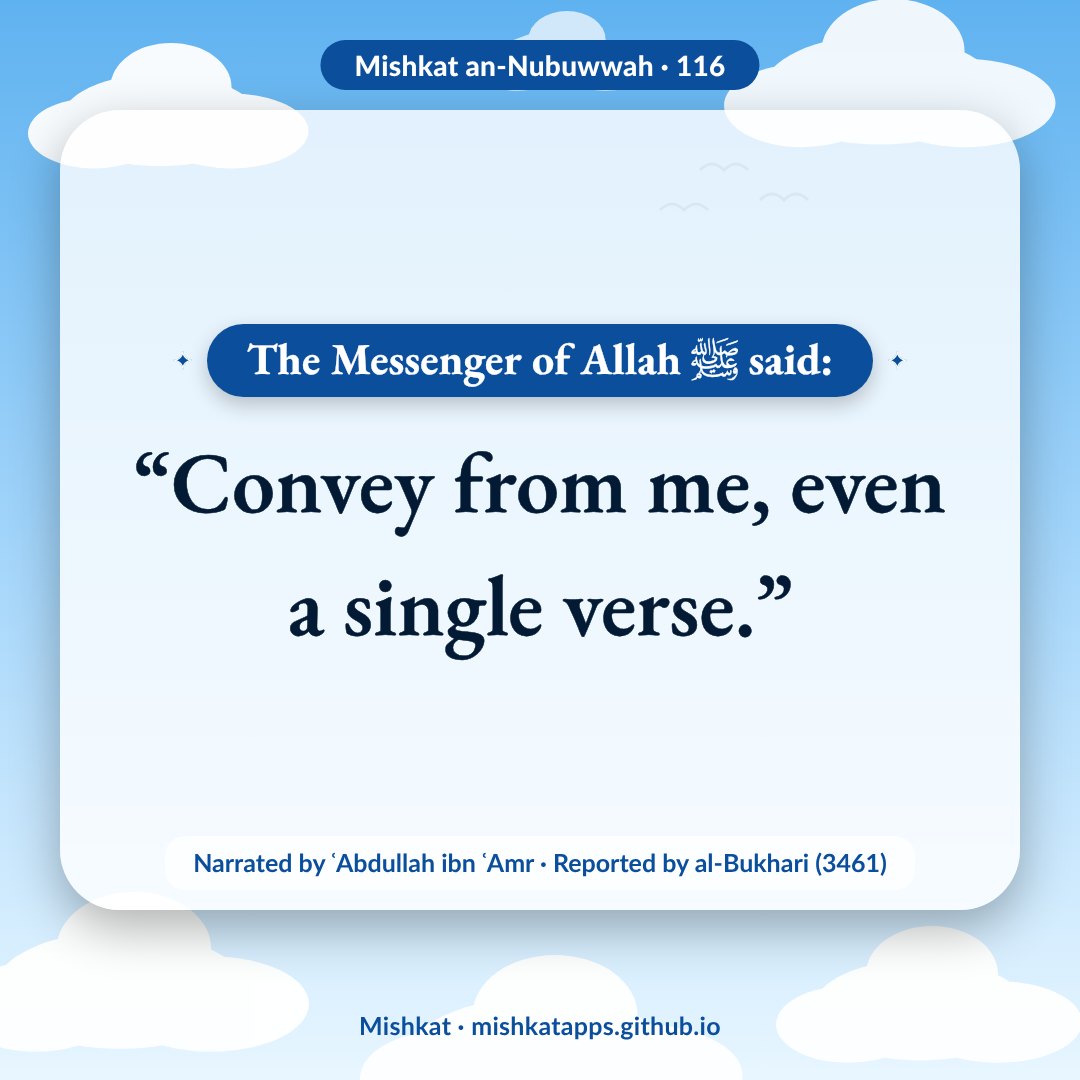 Mishkat an-Nubuwwah · 116
The Messenger of Allah ﷺ said:
“Convey from me, even
a single verse.”
Narrated by ʿAbdullah ibn ʿAmr · Reported by al-Bukhari (3461)
Mishkat · mishkatapps.github.io